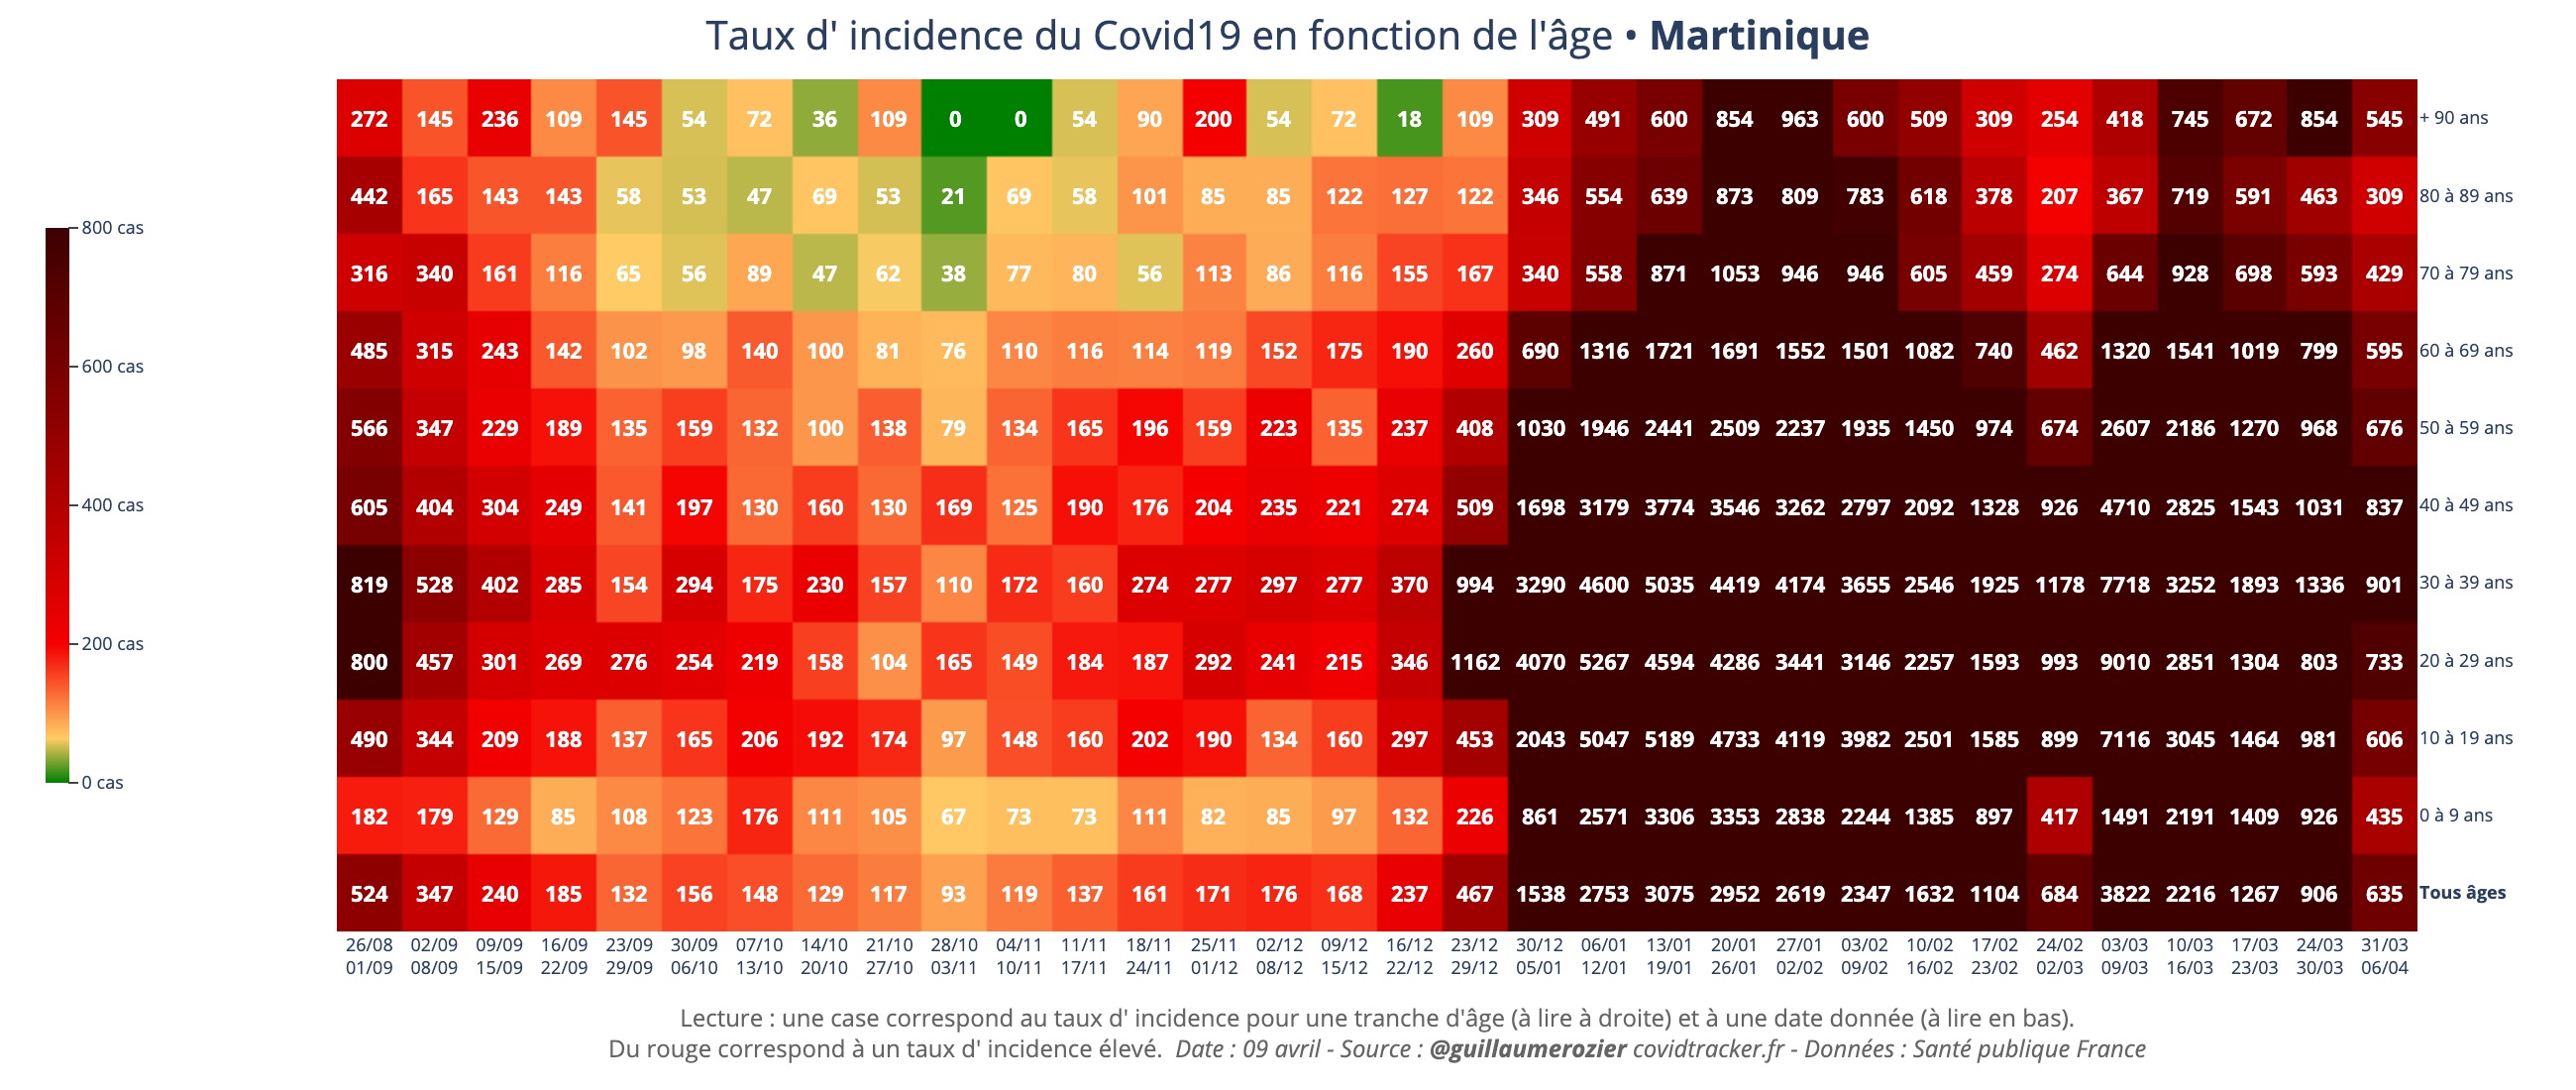 Taux d' incidence du Covid19 en fonction de l'âge • Martinique
800 cas
600 cas
400 cas
200 cas
0 cas
272 145 236 109 145 54 72 36 109 0 0 54 90 200 54 72 18 109 309 491 600 854 963 600 509 309 254 418 745 672 854 545 + 90 ans
442 165 143 143 58 53 47 69 53 21 69 58 101 85 85 122 127 122 346 554 639 873 809 783 618 378 207 367 719 591 463 309 80 à 89 ans
316 340 161 116 65 56 89 47 62 38 77 80 56 113 86 116 155 167 340 558 871 1053 946 946 605 459 274 644 928 698 593 429 70 à 79 ans
485 315 243 142 102 98 140 100 81 76 110 116 114 119 152 175 190 260 690 1316 1721 1691 1552 1501 1082 740 462 1320 1541 1019 799 595 60 à 69 ans
566 347 229 189 135 159 132 100 138 79 134 165 196 159 223 135 237 408 1030 1946 2441 2509 2237 1935 1450 974 674 2607 2186 1270 968 676 50 à 59 ans
605 404 304 249 141 197 130 160 130 169 125 190 176 204 235 221 274 509 1698 3179 3774 3546 3262 2797 2092 1328 926 4710 2825 1543 1031 837 40 à 49 ans
819 528 402 285 154 294 175 230 157 110 172 160 274 277 297 277 370 994 3290 4600 5035 4419 4174 3655 2546 1925 1178 7718 3252 1893 1336 901 30 à 39 ans
800 457 301 269 276 254 219 158 104 165 149 184 187 292 241 215 346 1162 4070 5267 4594 4286 3441 3146 2257 1593 993 9010 2851 1304 803 733 20 à 29 ans
490 344 209 188 137 165 206 192 174 97 148 160 202 190 134 160 297 453 2043 5047 5189 4733 4119 3982 2501 1585 899 7116 3045 1464 981 606 10 à 19 ans
182 179 129 85 108 123 176 111 105 67 73 73 111 82 85 97 132 226 861 2571 3306 3353 2838 2244 1385 897 417 1491 2191 1409 926 435 0 à 9 ans
524 347 240 185 132 156 148 129 117 93 119 137 161 171 176 168 237 467 1538 2753 3075 2952 2619 2347 1632 1104 684 3822 2216 1267 906 635 Tous âges
26/08 02/09 09/09 16/09 23/09 30/09 07/10 14/10 21/10 28/10 04/11 11/11 18/11 25/11 02/12 09/12 16/12 23/12 30/12 06/01 13/01 20/01 27/01 03/02 10/02 17/02 24/02 03/03 10/03 17/03 24/03 31/03
01/09 08/09 15/09 22/09 29/09 06/10 13/10 20/10 27/10 03/11 10/11 17/11 24/11 01/12 08/12 15/12 22/12 29/12 05/01 12/01 19/01 26/01 02/02 09/02 16/02 23/02 02/03 09/03 16/03 23/03 30/03 06/04
Lecture : une case correspond au taux d' incidence pour une tranche d'âge (à lire à droite) et à une date donnée (à lire en bas).
Du rouge correspond à un taux d' incidence élevé. Date : 09 avril - Source : @guillaumerozier covidtracker.fr - Données : Santé publique France